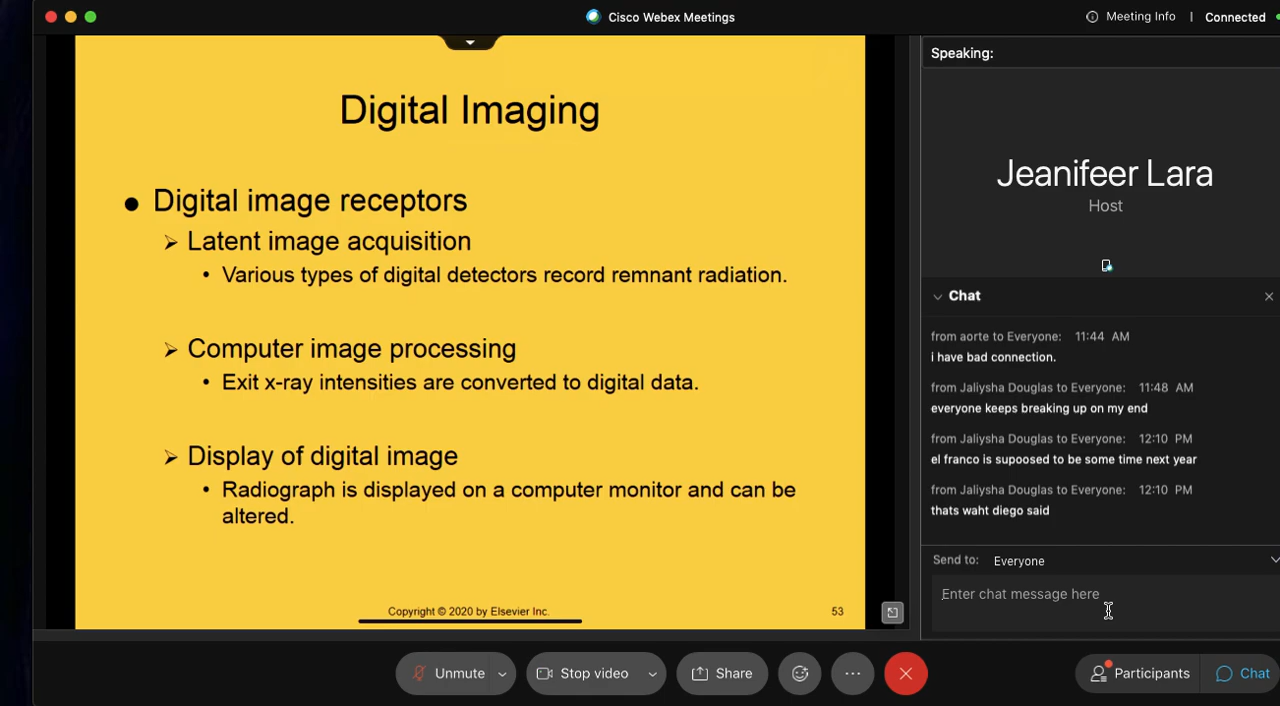 Cisco Webex Meetings
Meeting Info | Connected
Speaking:
Digital Imaging
Jeanifeer Lara
Host
• Digital image receptors
➢ Latent image acquisition
• Various types of digital detectors record remnant radiation.
➢ Computer image processing
• Exit x-ray intensities are converted to digital data.
➢ Display of digital image
• Radiograph is displayed on a computer monitor and can be
altered.
Copyright © 2020 by Elsevier Inc.
53
Chat
from aorte to Everyone: 11:44 AM
i have bad connection.
from Jaliysha Douglas to Everyone: 11:48 AM
everyone keeps breaking up on my end
from Jaliysha Douglas to Everyone: 12:10 PM
el franco is supoosed to be some time next year
from Jaliysha Douglas to Everyone: 12:10 PM
thats waht diego said
Send to: Everyone
Enter chat message here
Unmute
Stop video
Share
Participants
Chat